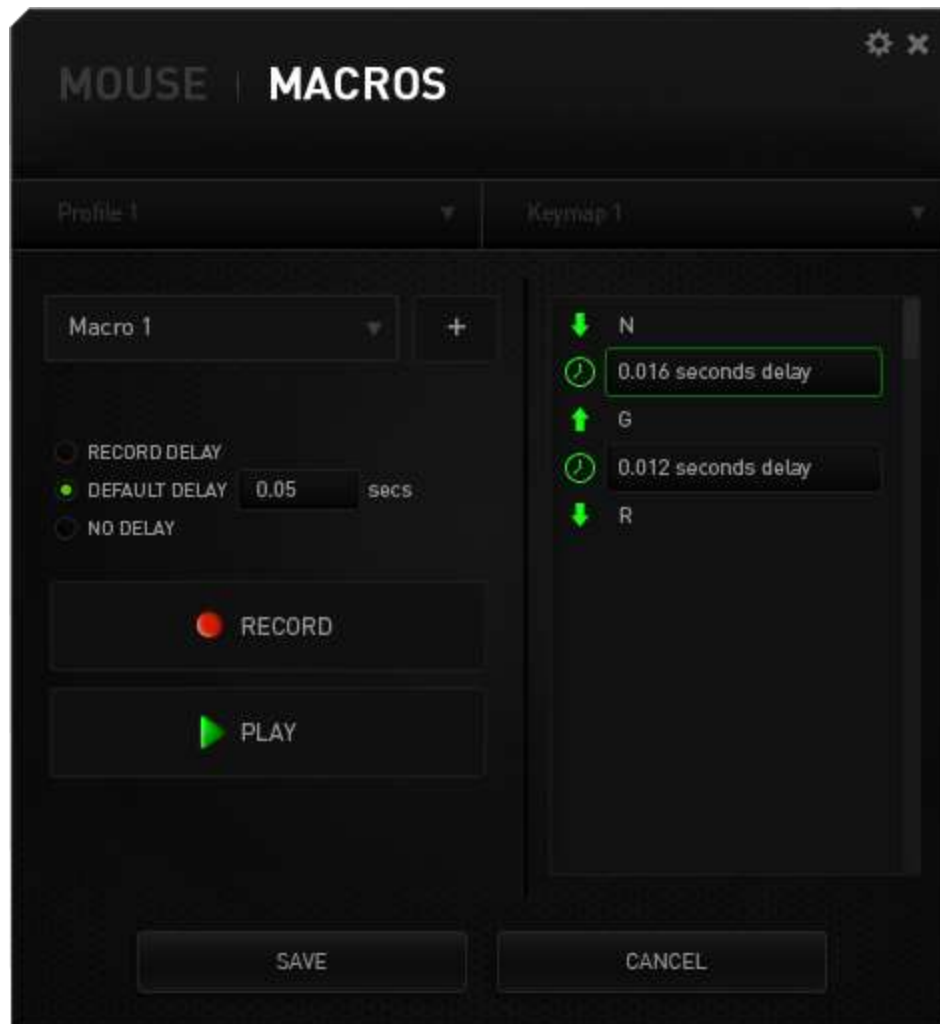 MOUSE | MACROS
Profile 1
Keymap 1
Macro 1
+
RECORD DELAY
DEFAULT DELAY 0.05 secs
NO DELAY
RECORD
PLAY
N
0.016 seconds delay
G
0.012 seconds delay
R
SAVE
CANCEL